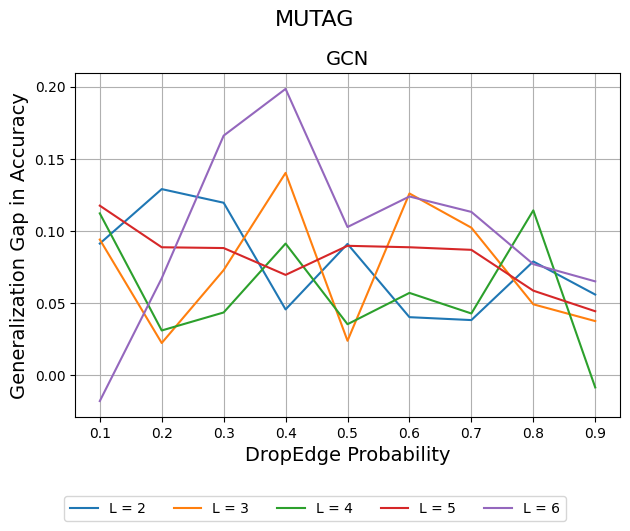 MUTAG
GCN
Generalization Gap in Accuracy
0.20
0.15
0.10
0.05
0.00
0.1 0.2 0.3 0.4 0.5 0.6 0.7 0.8 0.9
DropEdge Probability
L = 2 L = 3 L = 4 L = 5 L = 6